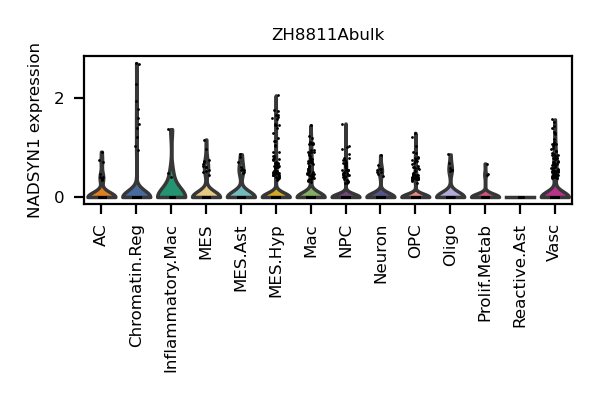 ZH8811Abulk
NADSYN1 expression
2
0
AC
Chromatin.Reg
Inflammatory.Mac
MES
MES.Ast
MES.Hyp
Mac
NPC
Neuron
OPC
Oligo
Prolif.Metab
Reactive.Ast
Vasc